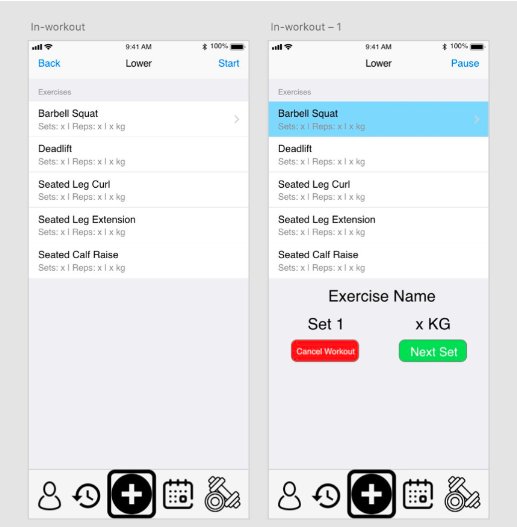 In-workout
9:41 AM
100%
Back
Lower
Start
Exercises
Barbell Squat
Sets: x | Reps: x | x kg
Deadlift
Sets: x | Reps: x | x kg
Seated Leg Curl
Sets: x | Reps: x | x kg
Seated Leg Extension
Sets: x | Reps: x | x kg
Seated Calf Raise
Sets: x | Reps: x | x kg
In-workout – 1
9:41 AM
100%
Lower
Pause
Exercises
Barbell Squat
Sets: x | Reps: x | x kg
Deadlift
Sets: x | Reps: x | x kg
Seated Leg Curl
Sets: x | Reps: x | x kg
Seated Leg Extension
Sets: x | Reps: x | x kg
Seated Calf Raise
Sets: x | Reps: x | x kg
Exercise Name
Set 1
x KG
Cancel Workout
Next Set